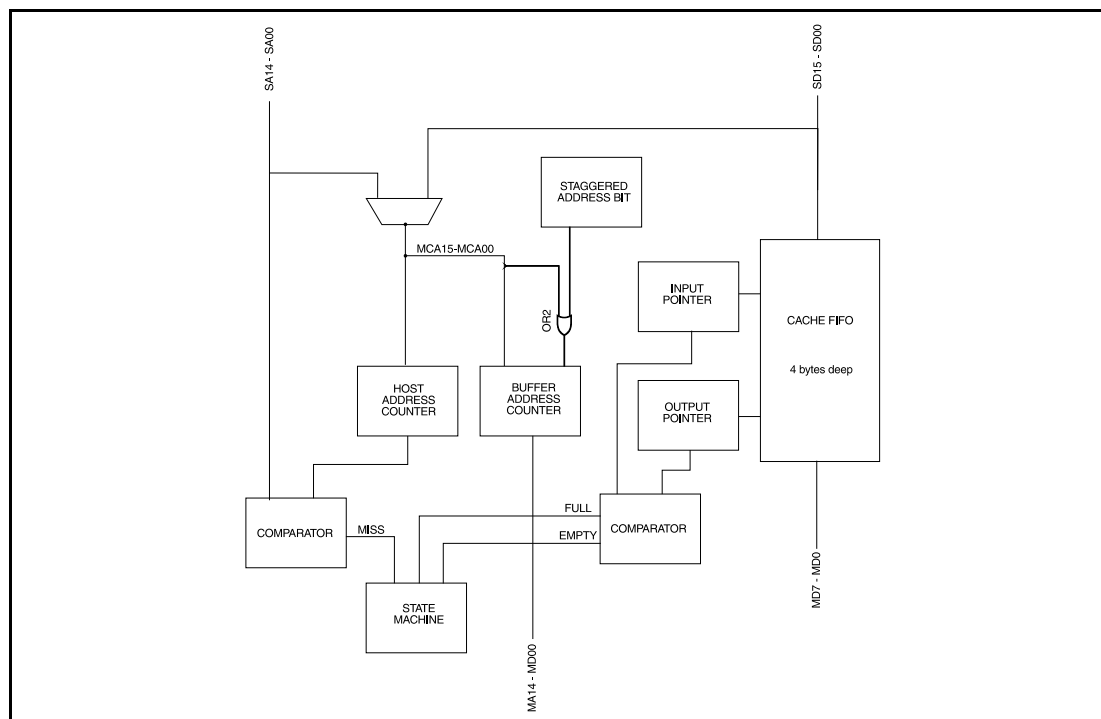 SA14 - SA00
SD15 - SD00
STAGGERED
ADDRESS BIT
MCA15-MCA00
OR2
INPUT
POINTER
CACHE FIFO
4 bytes deep
HOST
ADDRESS
COUNTER
BUFFER
ADDRESS
COUNTER
OUTPUT
POINTER
COMPARATOR
MISS
FULL
EMPTY
COMPARATOR
STATE
MACHINE
MA14 - MD00
MD7 - MD0